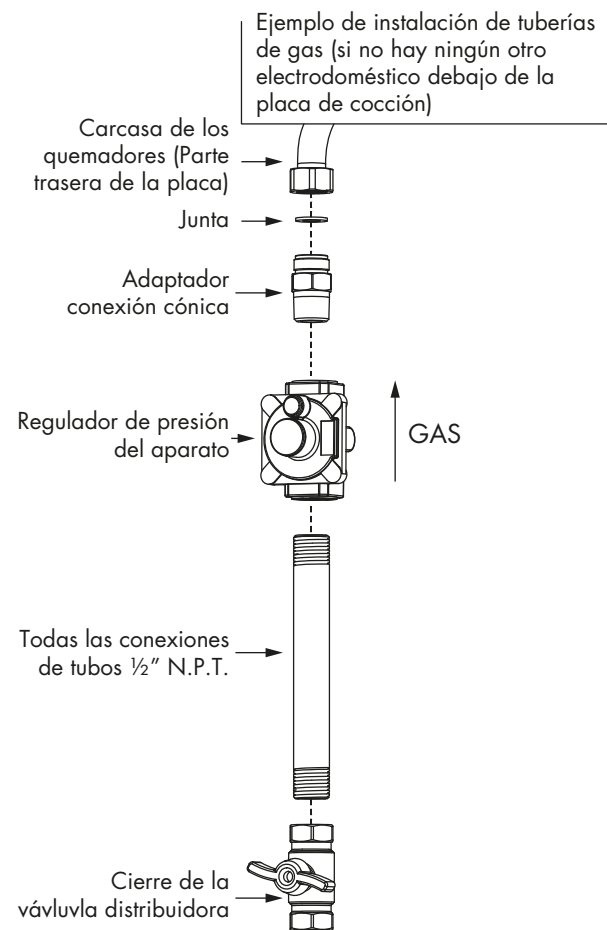 Ejemplo de instalación de tuberías
de gas (si no hay ningún otro
electrodoméstico debajo de la
placa de cocción)
Carcasa de los
quemadores (Parte
trasera de la placa)
Junta
Adaptador
conexión cónica
Regulador de presión
del aparato
GAS
Todas las conexiones
de tubos ½” N.P.T.
Cierre de la
vávluvla distribuidora